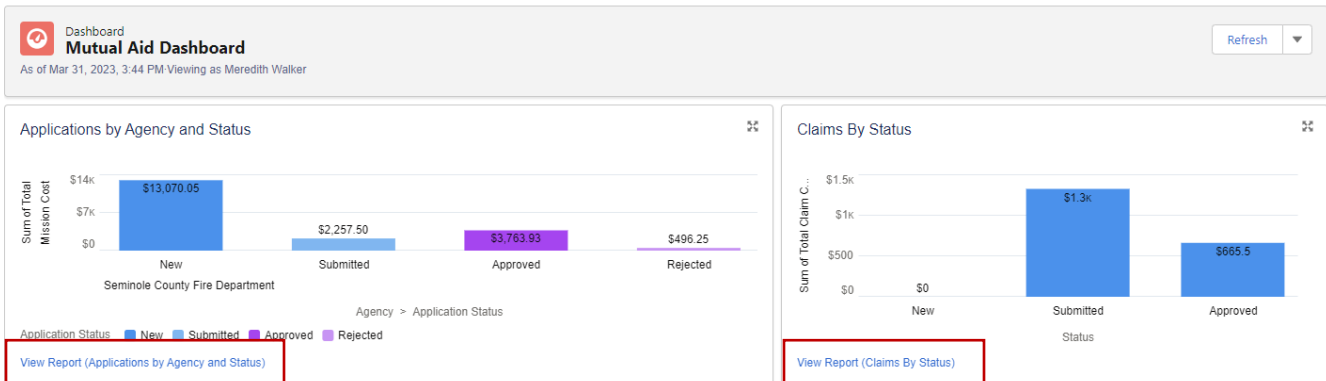 Dashboard
Mutual Aid Dashboard
As of Mar 31, 2023, 3:44 PM·Viewing as Meredith Walker
Refresh
Applications by Agency and Status
Sum of Total
Mission Cost
$14K
$7K
$0
$13,070.05
$2,257.50
$3,763.93
$496.25
New
Submitted
Approved
Rejected
Seminole County Fire Department
Agency > Application Status
Application Status New Submitted Approved Rejected
View Report (Applications by Agency and Status)
Claims By Status
Sum of Total Claim C...
$1.5K
$1K
$500
$0
$0
$1.3K
$665.5
New
Submitted
Approved
Status
View Report (Claims By Status)